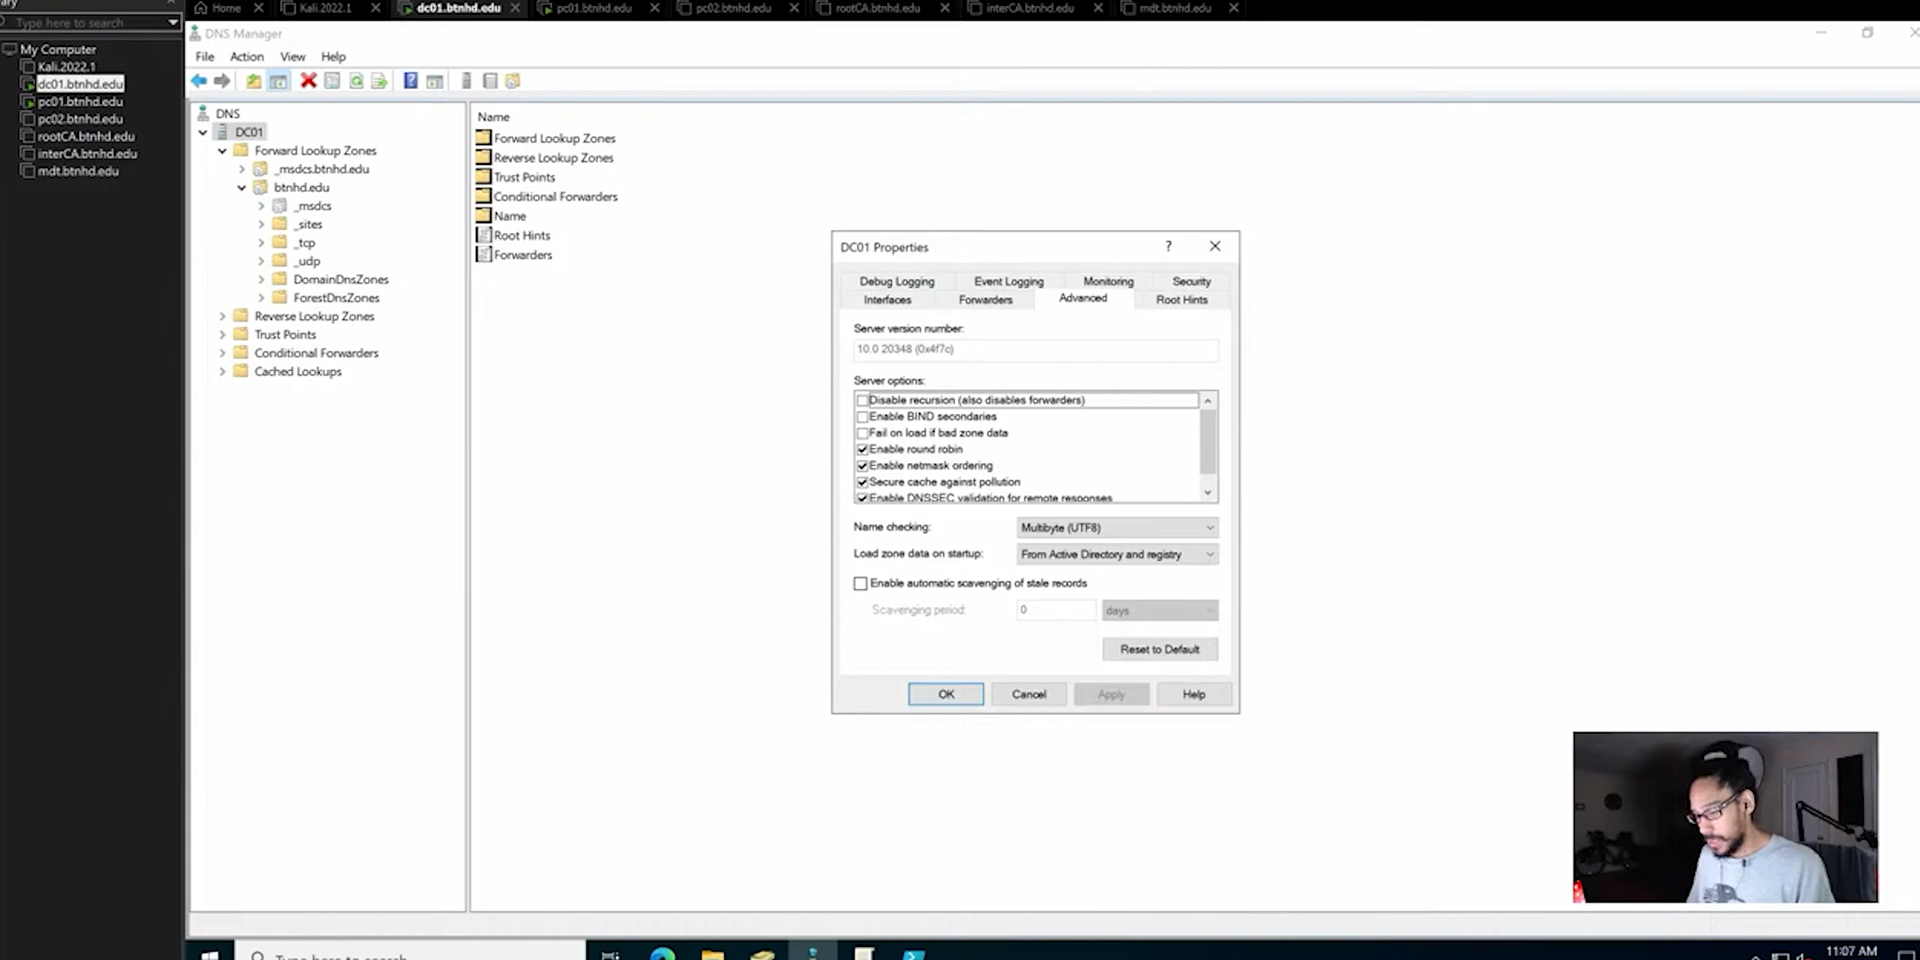 ary
Home
Kali.2022.1
dc01.btnhd.edu
pc01.btnhd.edu
pc02.btnhd.edu
rootCA.btnhd.edu
interCA.btnhd.edu
mdt.btnhd.edu
Type here to search
My Computer
Kali.2022.1
dc01.btnhd.edu
pc01.btnhd.edu
pc02.btnhd.edu
rootCA.btnhd.edu
interCA.btnhd.edu
mdt.btnhd.edu
DNS Manager
File Action View Help
DNS
DC01
Forward Lookup Zones
_msdcs.btnhd.edu
btnhd.edu
_msdcs
_sites
_tcp
_udp
DomainDnsZones
ForestDnsZones
Reverse Lookup Zones
Trust Points
Conditional Forwarders
Cached Lookups
Name
Forward Lookup Zones
Reverse Lookup Zones
Trust Points
Conditional Forwarders
Name
Root Hints
Forwarders
DC01 Properties
?
Debug Logging Event Logging Monitoring Security
Interfaces Forwarders Advanced Root Hints
Server version number:
10.0 20348 (0x4f7c)
Server options:
Disable recursion (also disables forwarders)
Enable BIND secondaries
Fail on load if bad zone data
Enable round robin
Enable netmask ordering
Secure cache against pollution
Enable DNSSEC validation for remote responses
Name checking: Multibyte (UTF8)
Load zone data on startup: From Active Directory and registry
Enable automatic scavenging of stale records
Scavenging period: 0 days
Reset to Default
OK Cancel Apply Help
Type here to search
11:07 AM